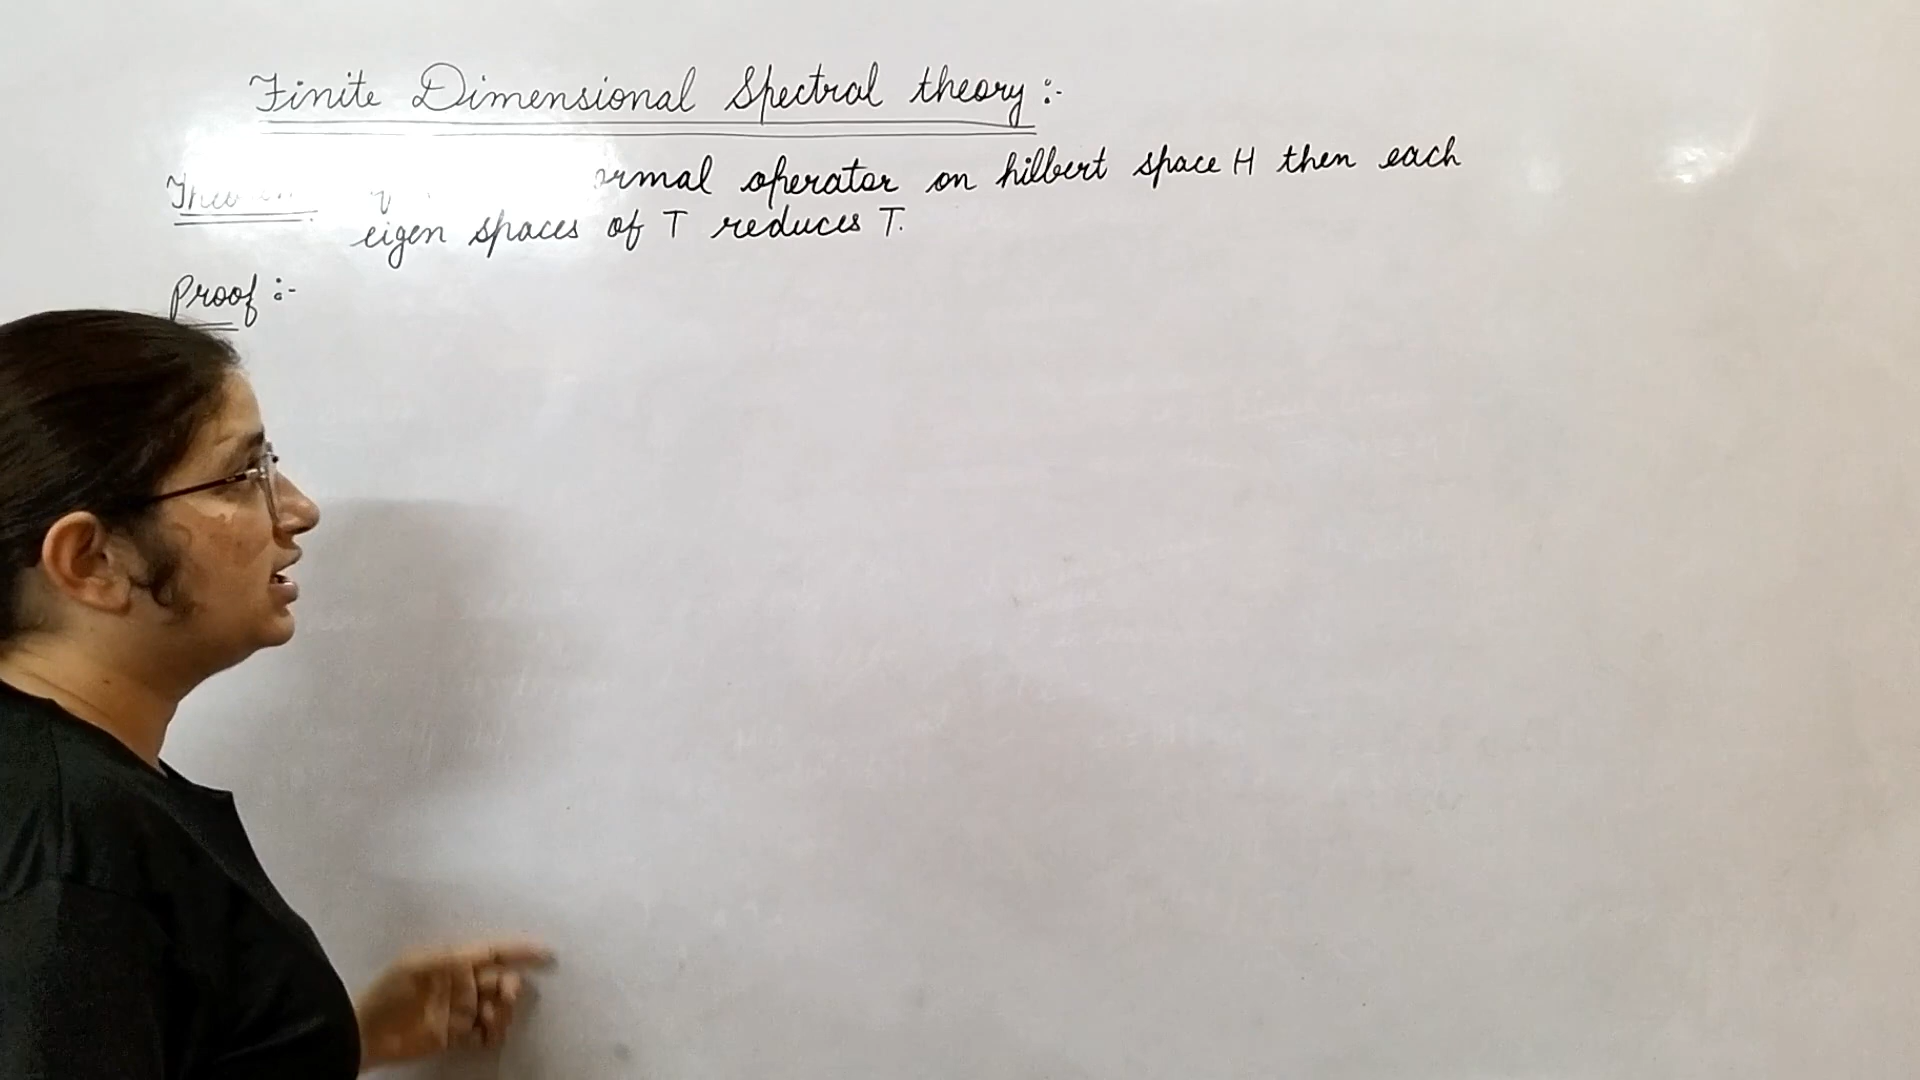 Finite Dimensional Spectral theory :-
ormal operator on hilbert space H then each
eigen spaces of T reduces T.
Proof :-